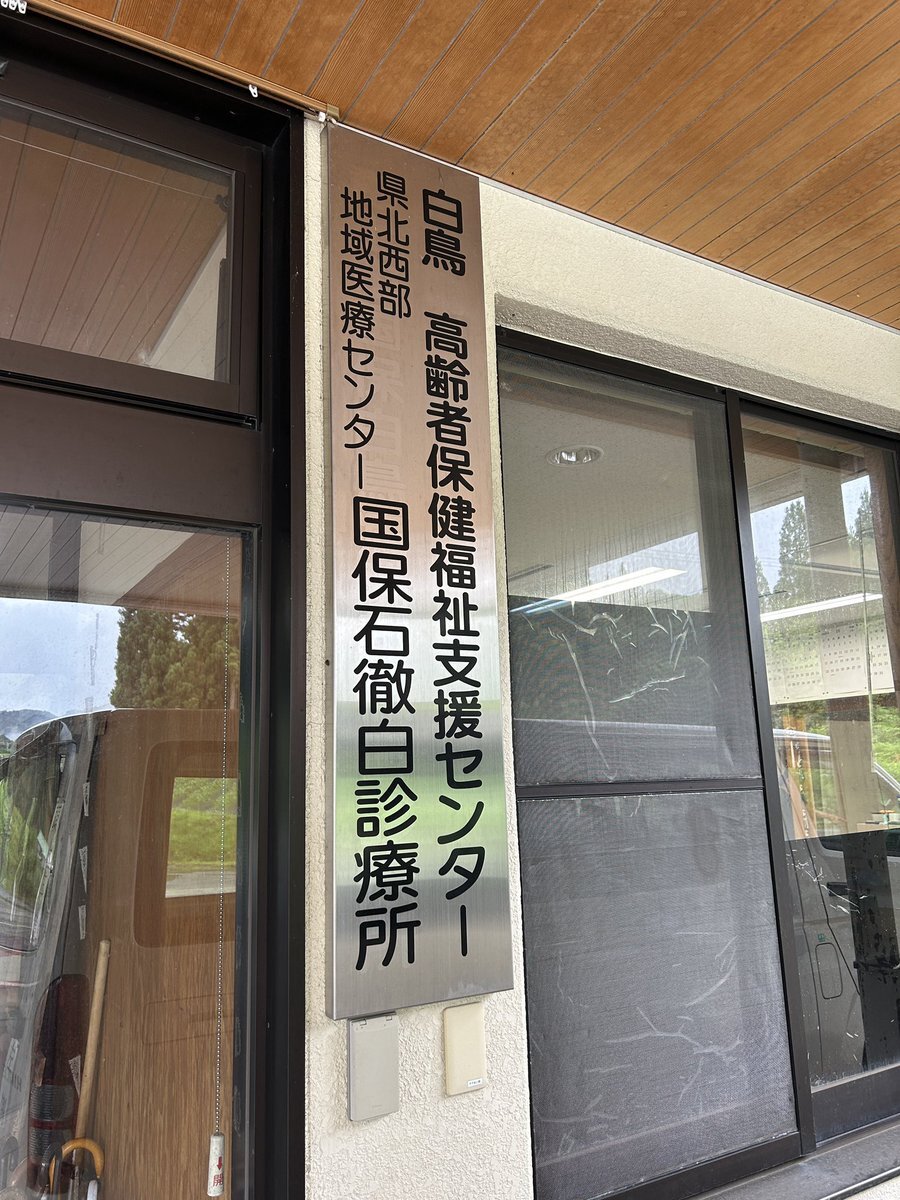 白鳥 高齢者保健福祉支援センター
県北西部
地域医療センター 国保石徹白診療所
開